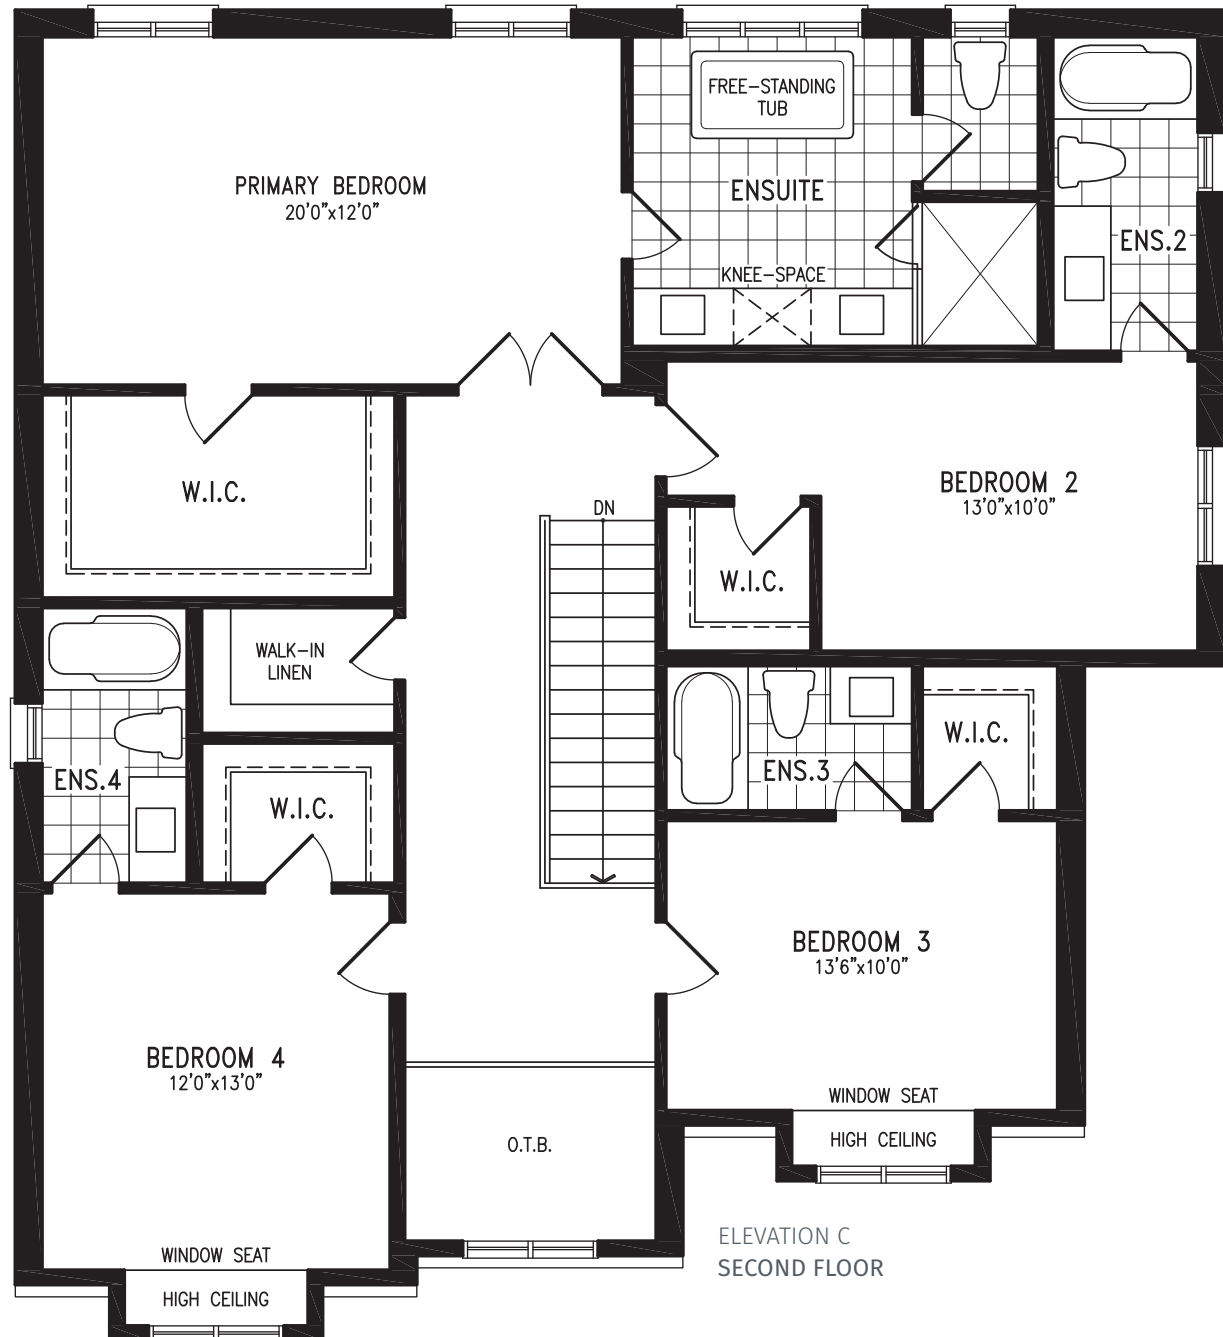 FREE-STANDING
TUB
PRIMARY BEDROOM
20'0"x12'0"
ENSUITE
ENS.2
KNEE-SPACE
W.I.C.
BEDROOM 2
13'0"x10'0"
DN
W.I.C.
WALK-IN
LINEN
W.I.C.
ENS.4
ENS.3
W.I.C.
BEDROOM 3
13'6"x10'0"
BEDROOM 4
12'0"x13'0"
WINDOW SEAT
HIGH CEILING
O.T.B.
WINDOW SEAT
HIGH CEILING
ELEVATION C
SECOND FLOOR